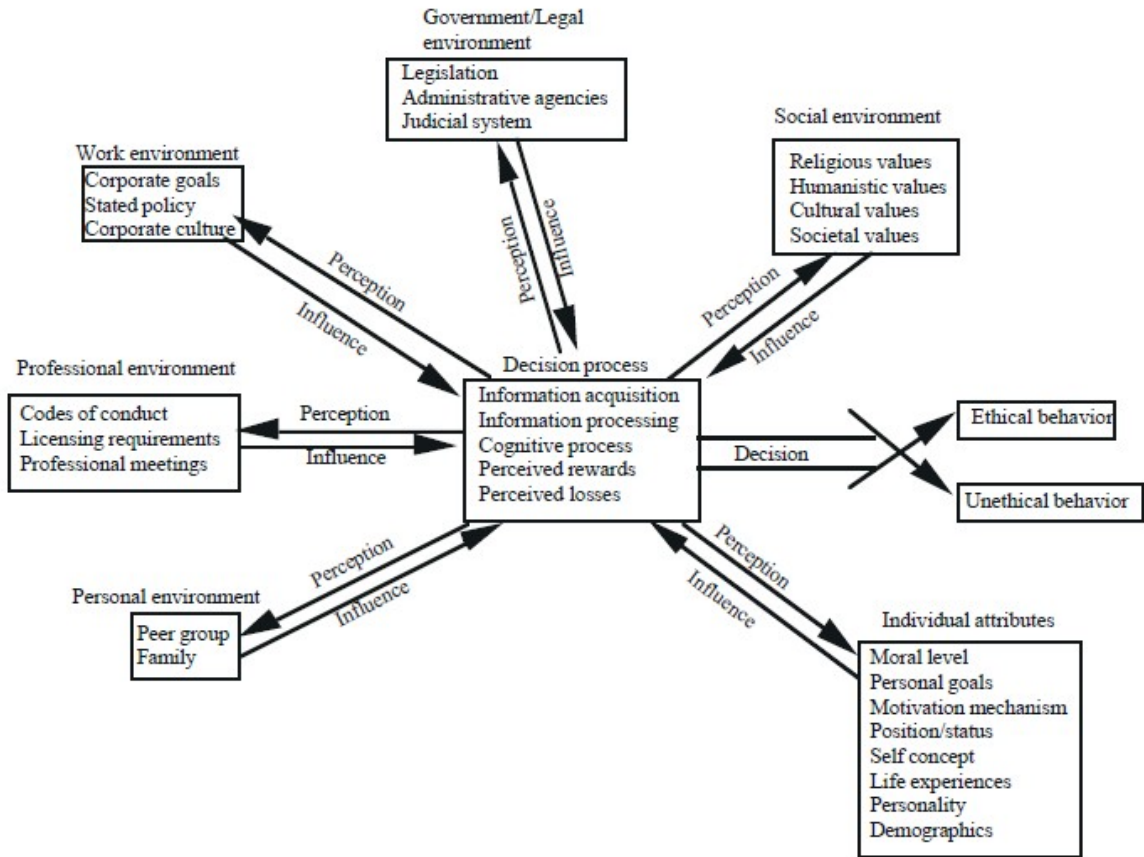 Government/Legal
environment
Legislation
Administrative agencies
Judicial system
Social environment
Religious values
Humanistic values
Cultural values
Societal values
Work environment
Corporate goals
Stated policy
Corporate culture
Perception
Influence
Perception
Influence
Perception
Influence
Professional environment
Codes of conduct
Licensing requirements
Professional meetings
Perception
Influence
Decision process
Information acquisition
Information processing
Cognitive process
Perceived rewards
Perceived losses
Decision
Ethical behavior
Unethical behavior
Personal environment
Peer group
Family
Perception
Influence
Perception
Influence
Individual attributes
Moral level
Personal goals
Motivation mechanism
Position/status
Self concept
Life experiences
Personality
Demographics